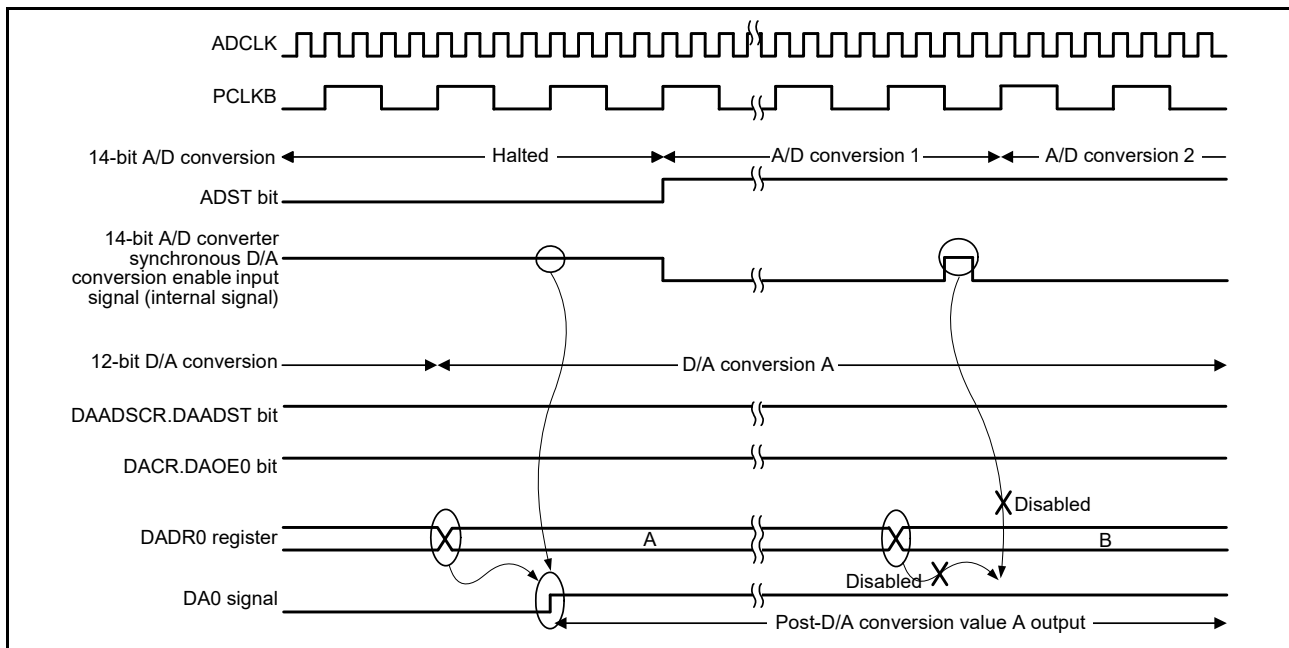 ADCLK
PCLKB
14-bit A/D conversion
Halted
A/D conversion 1
A/D conversion 2
ADST bit
14-bit A/D converter
synchronous D/A
conversion enable input
signal (internal signal)
12-bit D/A conversion
D/A conversion A
DAADSCR.DAADST bit
DACR.DAOE0 bit
Disabled
DADR0 register
A
B
Disabled
DA0 signal
Post-D/A conversion value A output